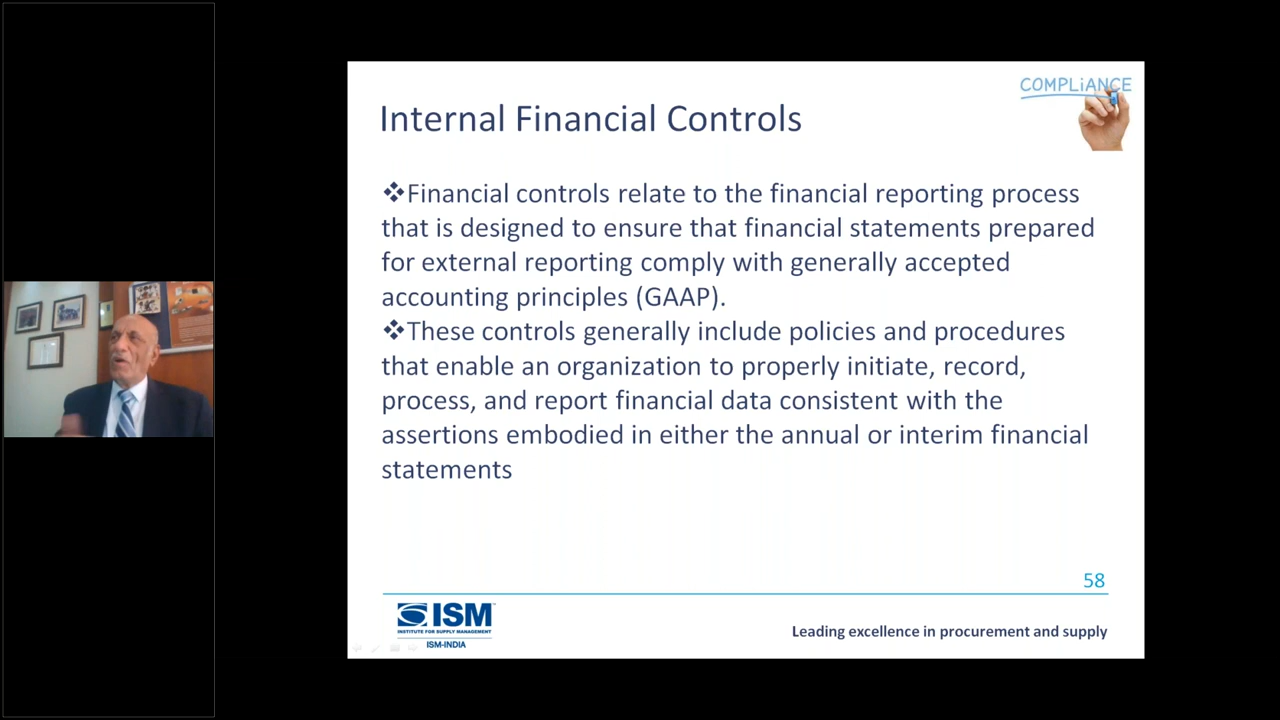 COMPLiANCE
Internal Financial Controls
❖Financial controls relate to the financial reporting process
that is designed to ensure that financial statements prepared
for external reporting comply with generally accepted
accounting principles (GAAP).
❖These controls generally include policies and procedures
that enable an organization to properly initiate, record,
process, and report financial data consistent with the
assertions embodied in either the annual or interim financial
statements
58
ISM
INSTITUTE FOR SUPPLY MANAGEMENT
ISM-INDIA
Leading excellence in procurement and supply